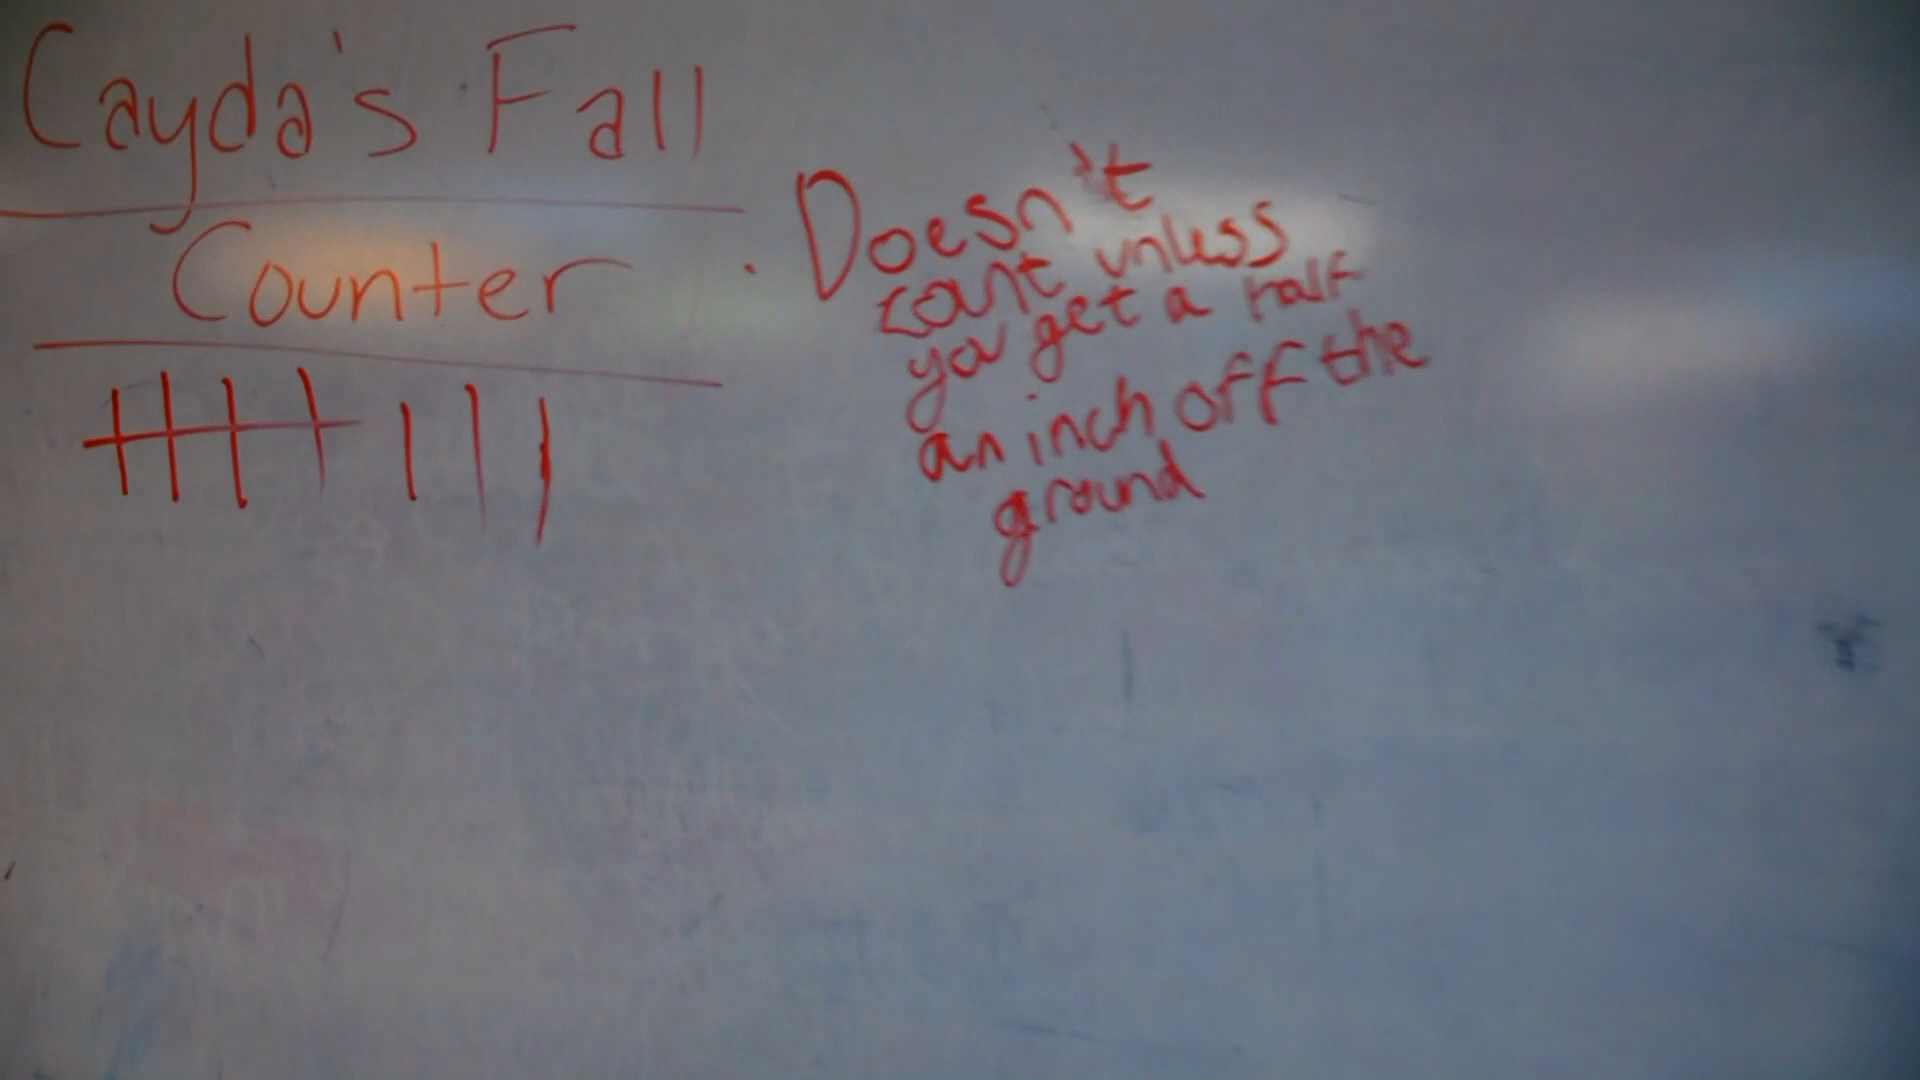 Cayda's Fall
Counter
• Doesn't
count unless
you get a half
an inch off the
ground